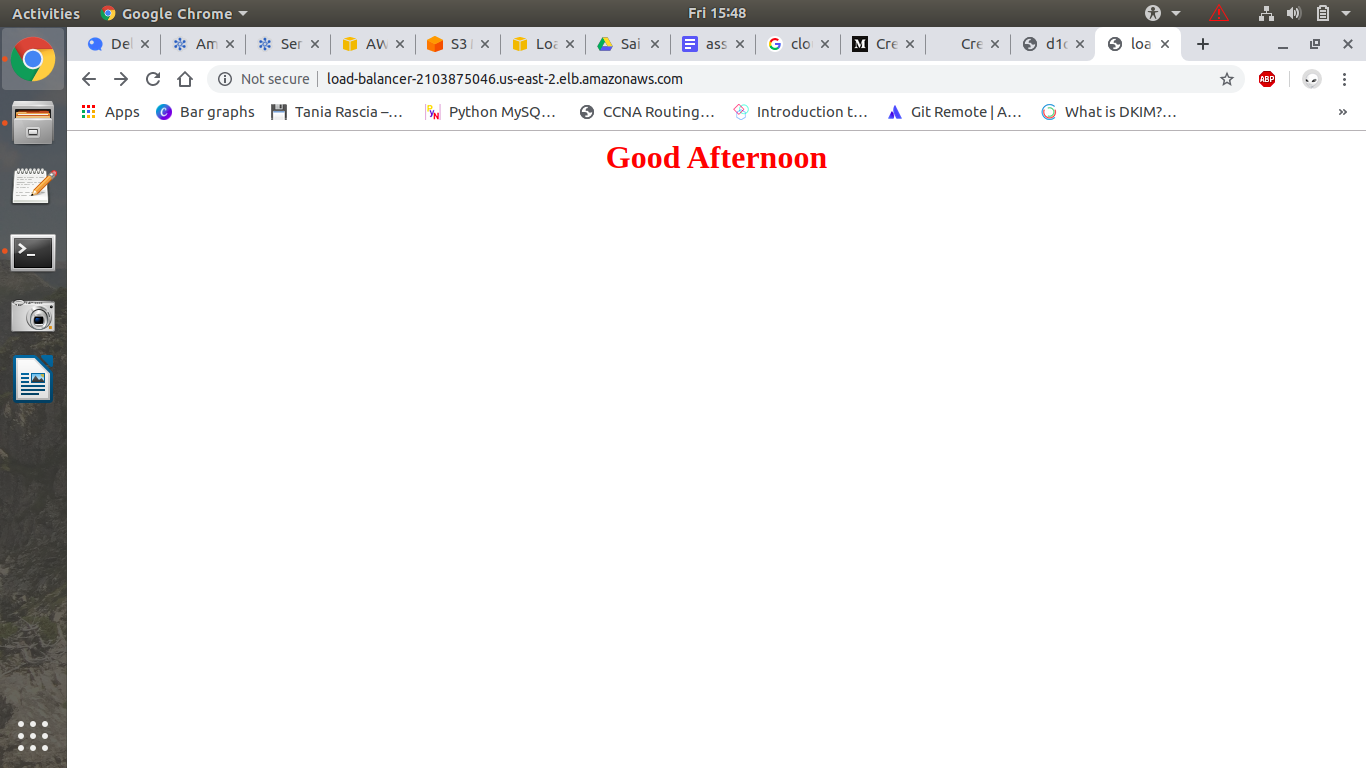 Activities Google Chrome Fri 15:48
Del Am Ser AW S3 Loa Sai ass clo Cre Cre d1c loa
Not secure load-balancer-2103875046.us-east-2.elb.amazonaws.com ABP
Apps Bar graphs Tania Rascia –... Python MySQ... CCNA Routing... Introduction t... Git Remote | A... What is DKIM?... »
Good Afternoon